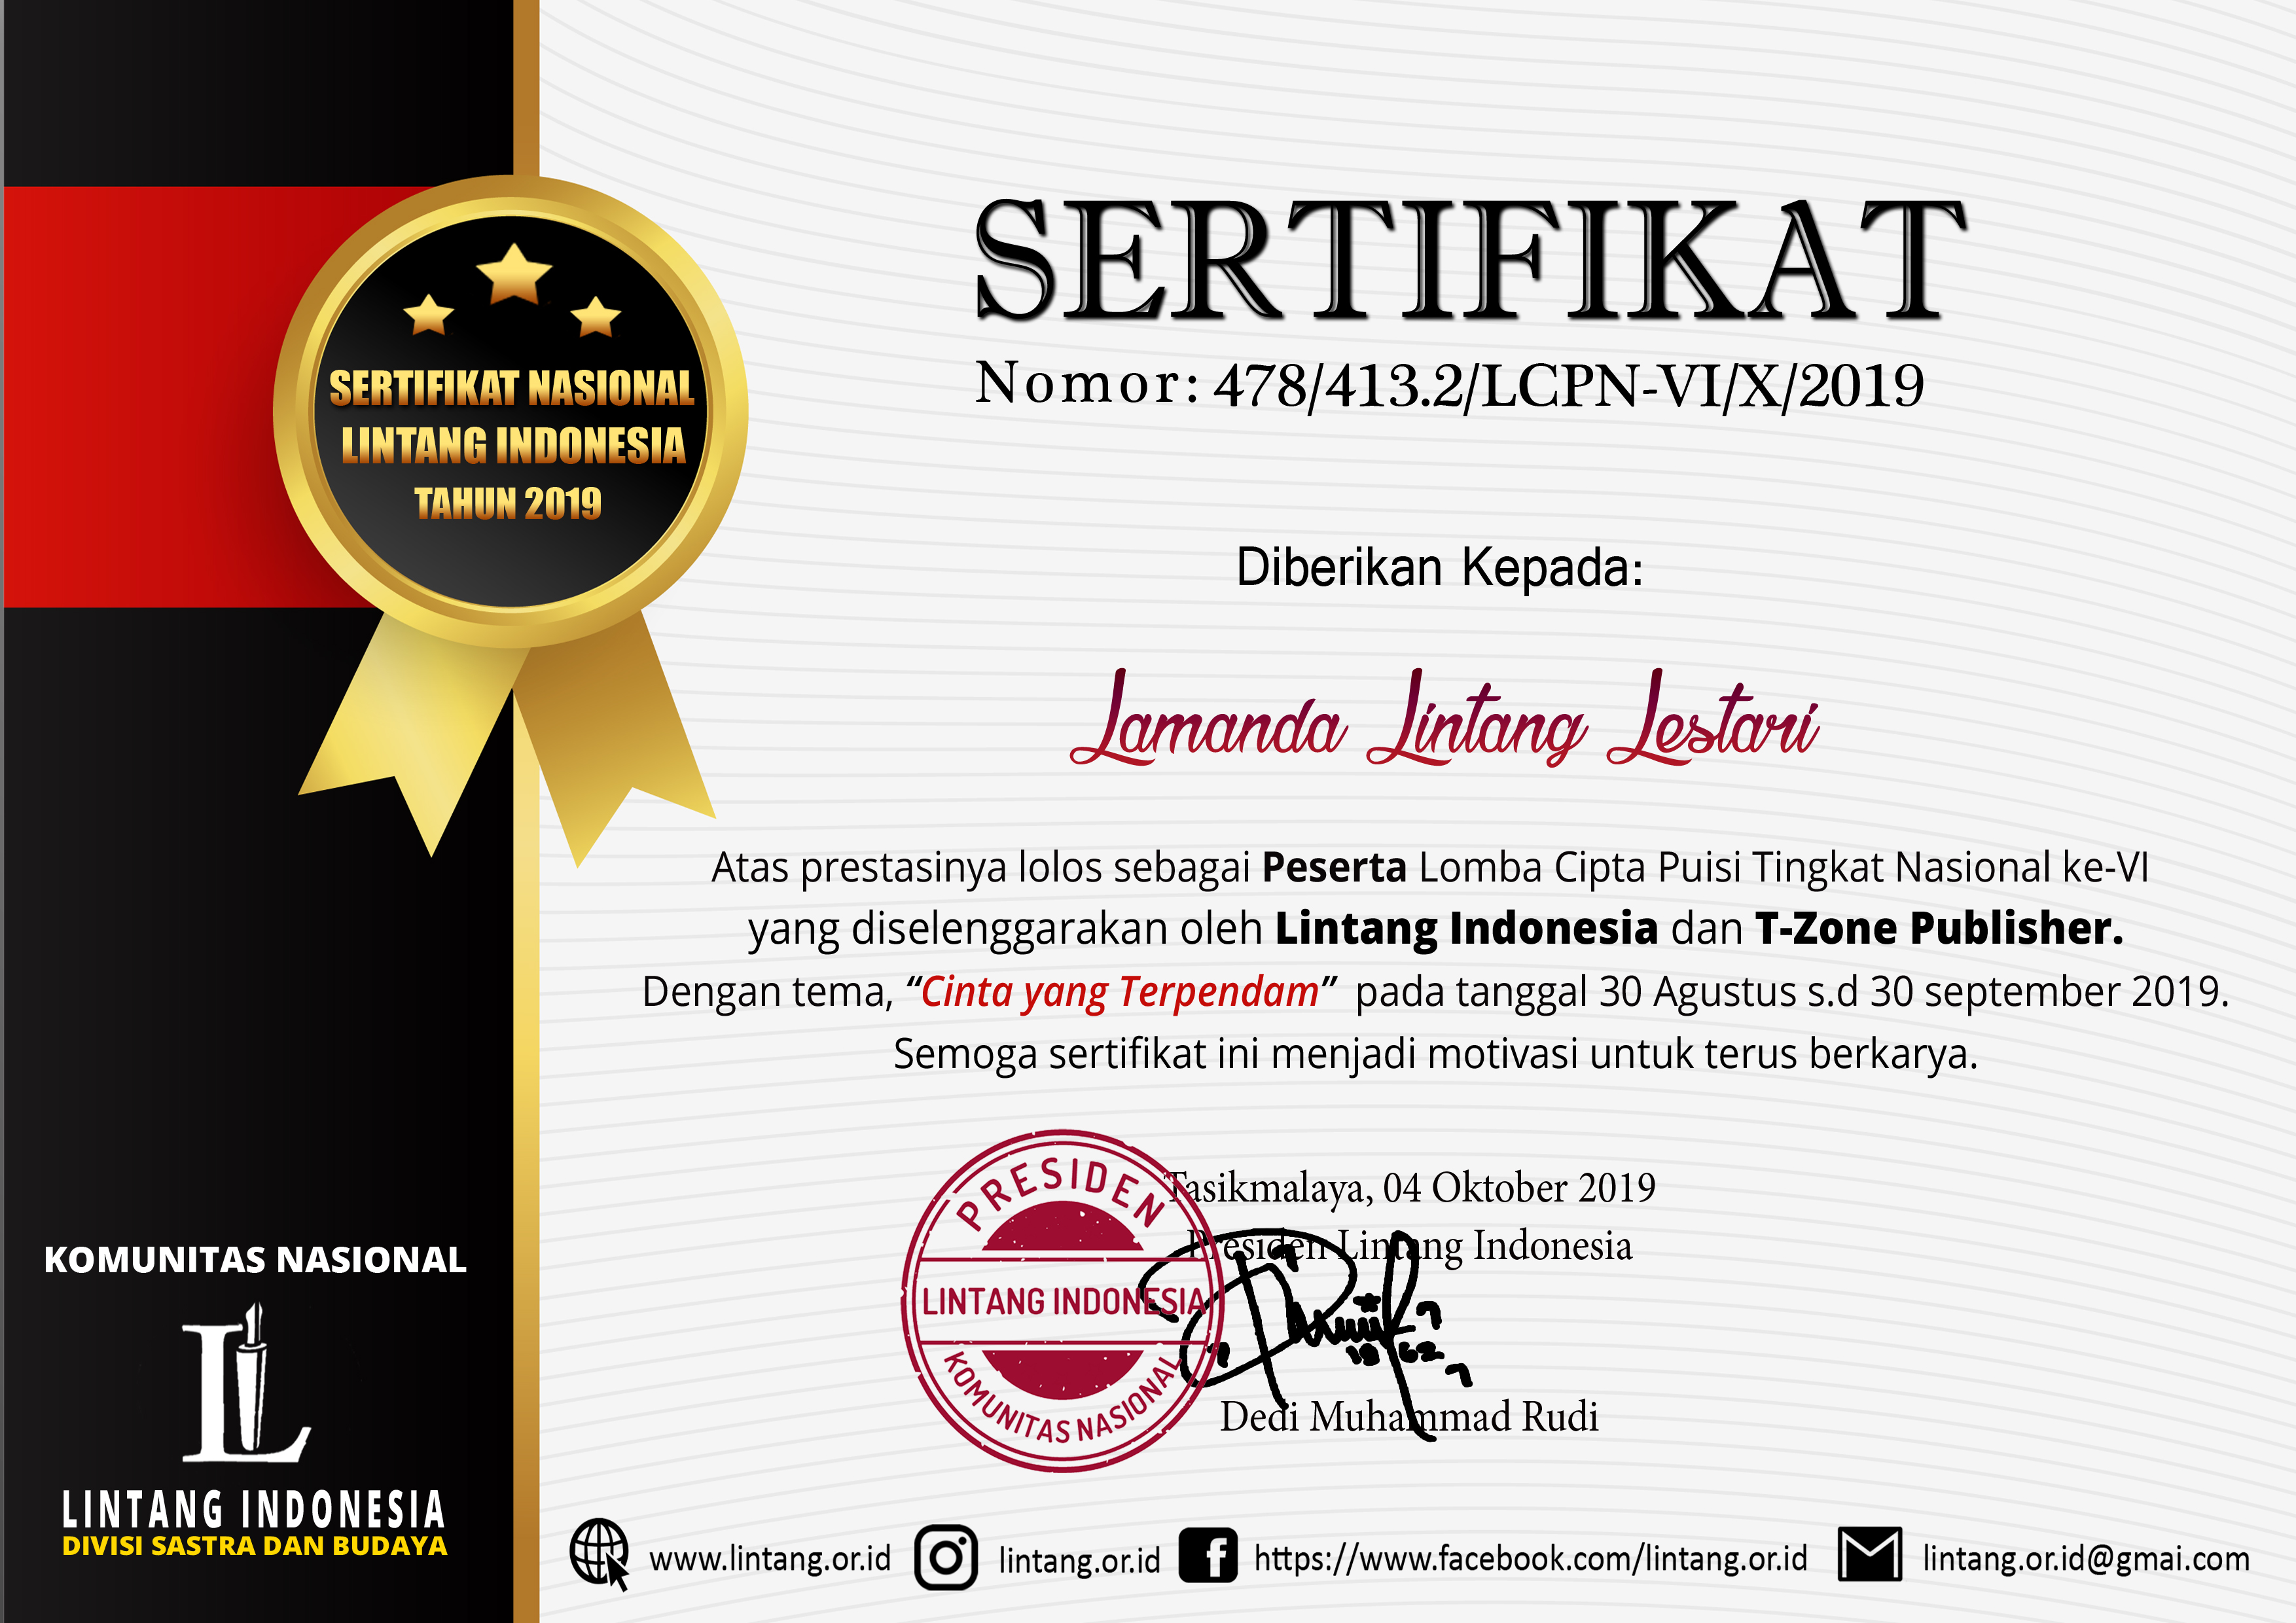 SERTIFIKAT
Nomor: 478/413.2/LCPN-VI/X/2019
SERTIFIKAT NASIONAL
LINTANG INDONESIA
TAHUN 2019
Diberikan Kepada:
Lamanda Lintang Lestari
Atas prestasinya lolos sebagai Peserta Lomba Cipta Puisi Tingkat Nasional ke-VI
yang diselenggarakan oleh Lintang Indonesia dan T-Zone Publisher.
Dengan tema, “Cinta yang Terpendam” pada tanggal 30 Agustus s.d 30 september 2019.
Semoga sertifikat ini menjadi motivasi untuk terus berkarya.
Tasikmalaya, 04 Oktober 2019
Presiden Lintang Indonesia
PRESIDEN
LINTANG INDONESIA
KOMUNITAS NASIONAL
Dedi Muhammad Rudi
KOMUNITAS NASIONAL
L
LINTANG INDONESIA
DIVISI SASTRA DAN BUDAYA
www.lintang.or.id
lintang.or.id
https://www.facebook.com/lintang.or.id
lintang.or.id@gmai.com